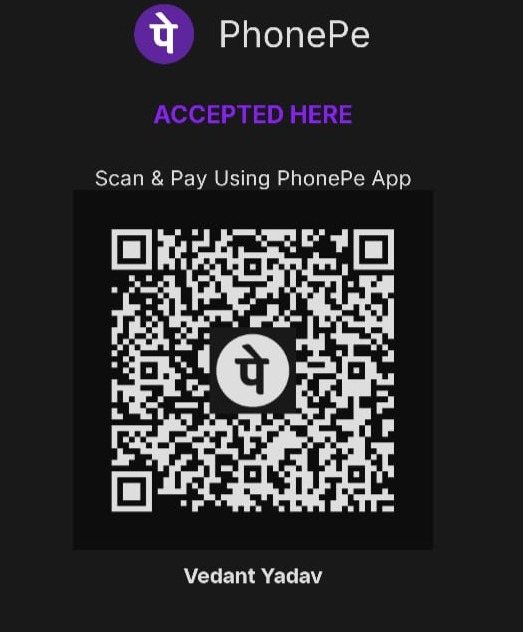 पे PhonePe
ACCEPTED HERE
Scan & Pay Using PhonePe App
पे
Vedant Yadav